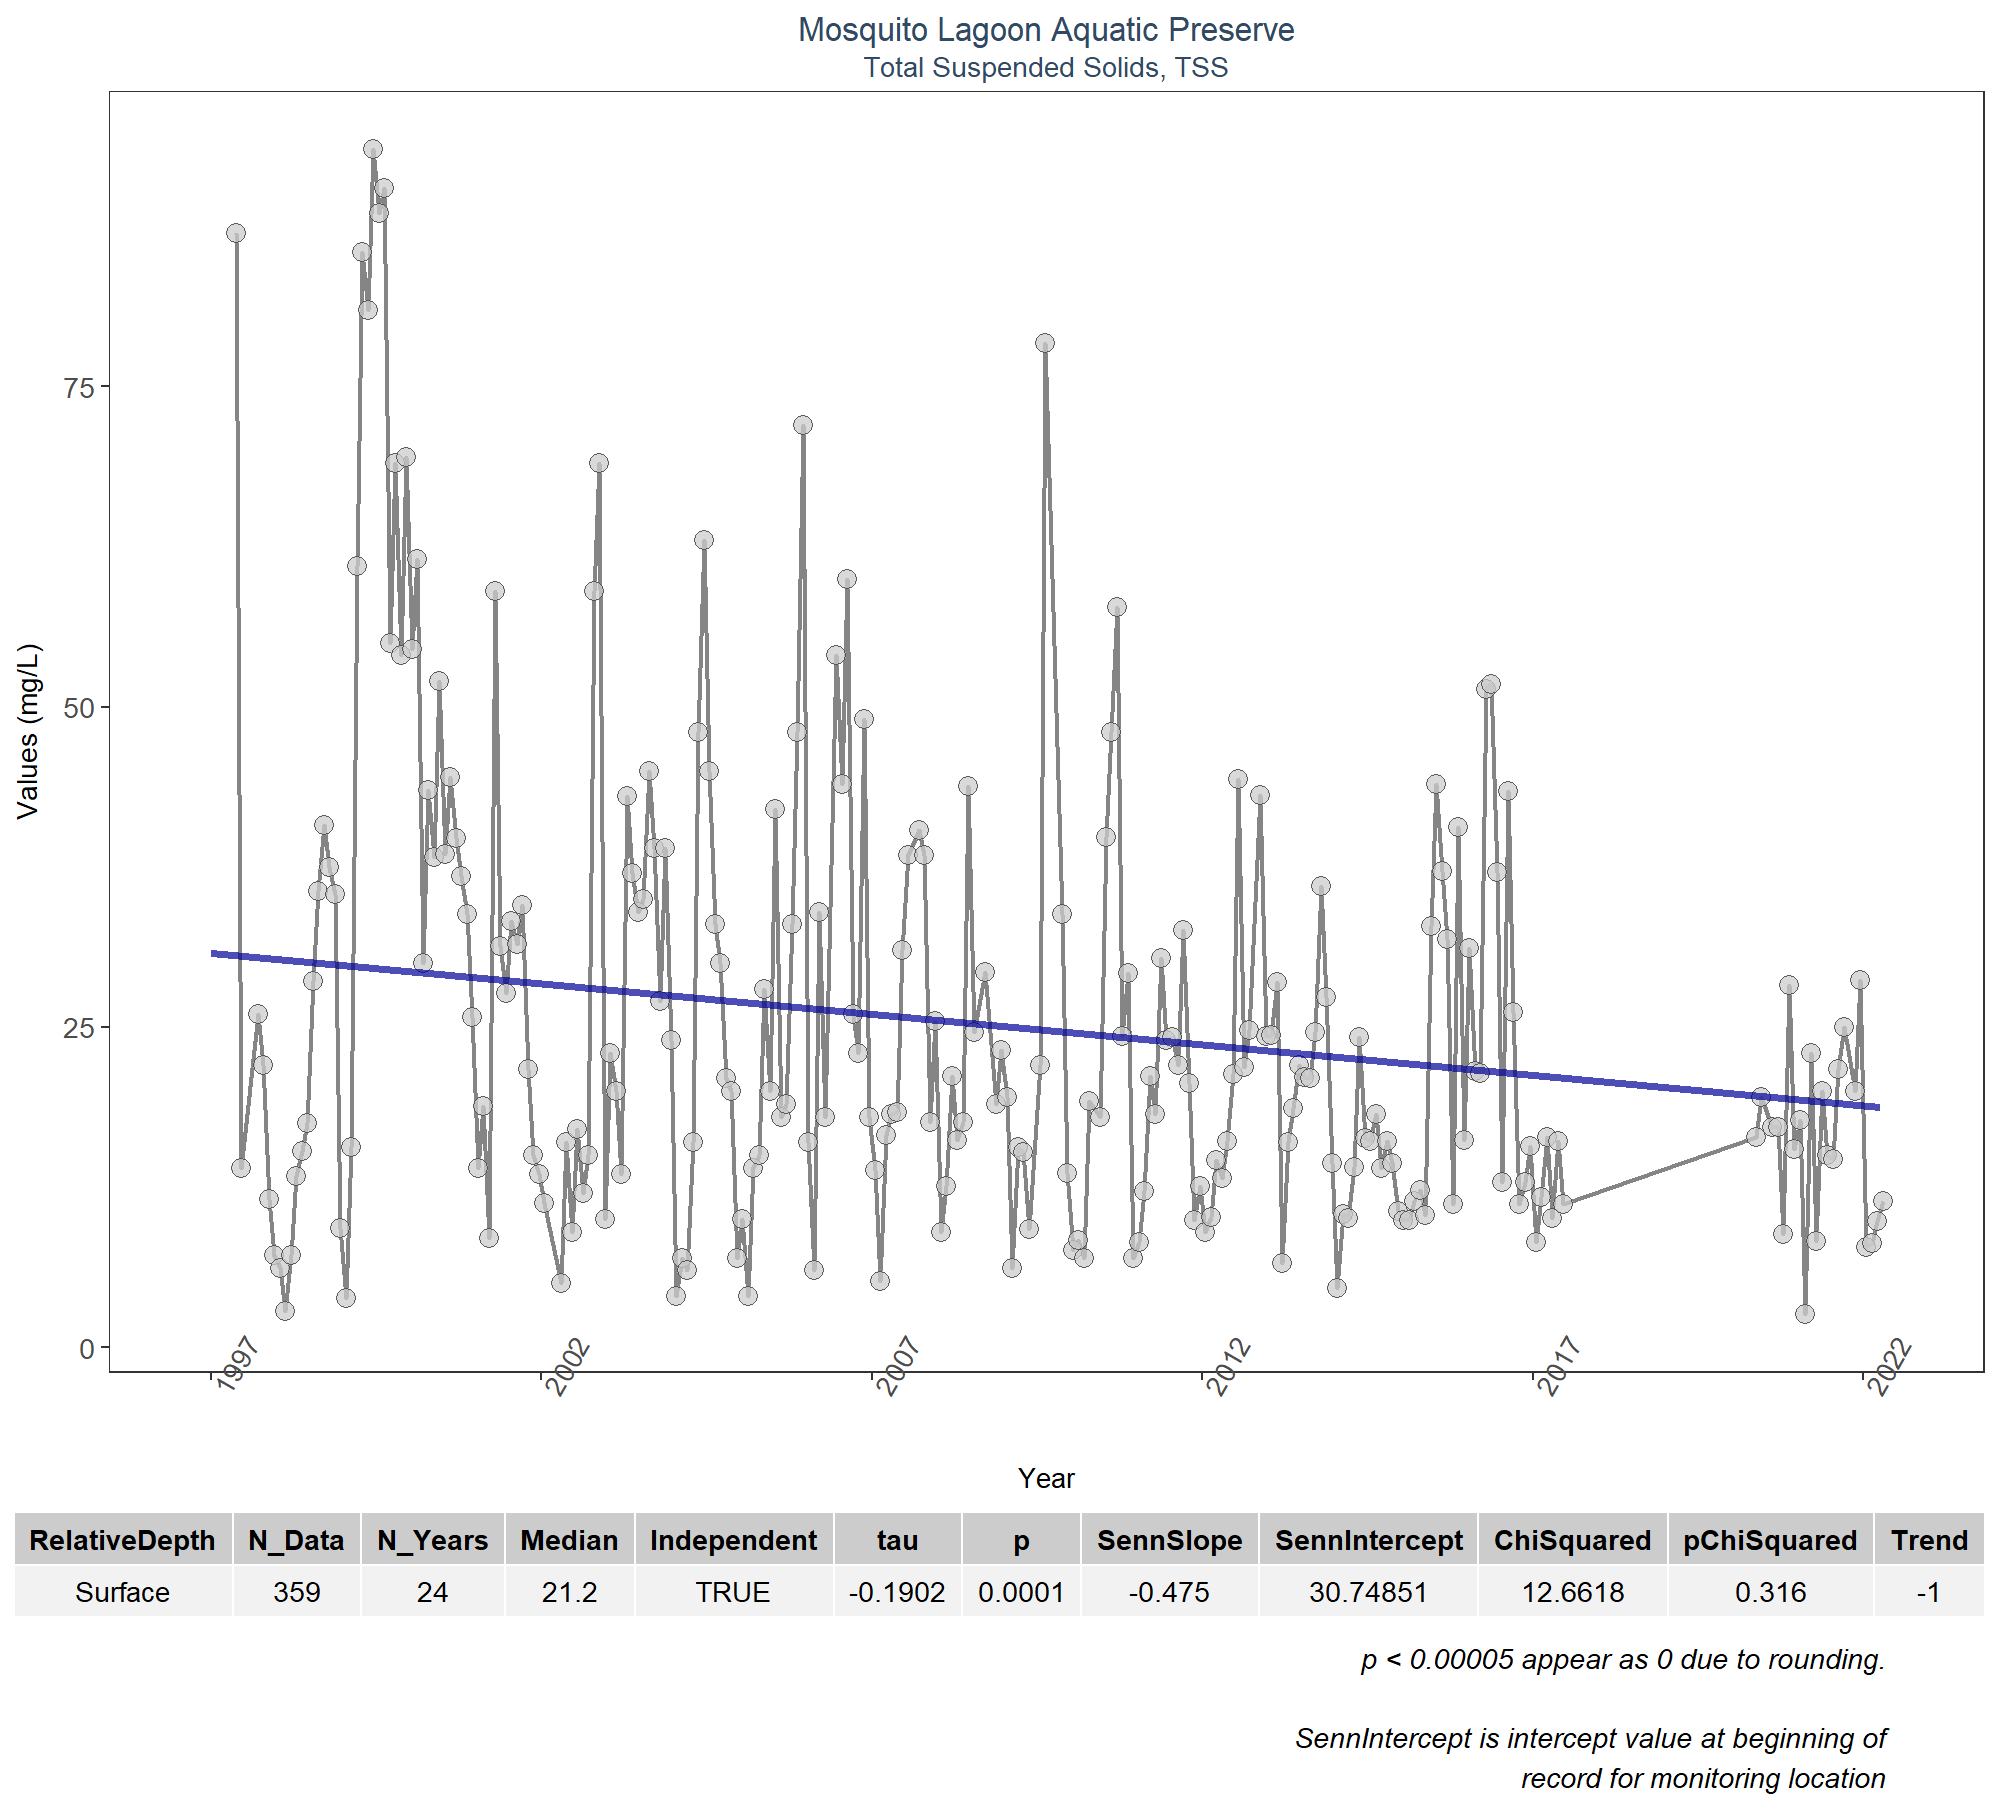 Mosquito Lagoon Aquatic Preserve
Total Suspended Solids, TSS
Values (mg/L)
75
50
25
0
1997
2002
2007
2012
2017
2022
Year
RelativeDepth N_Data N_Years Median Independent tau p SennSlope SennIntercept ChiSquared pChiSquared Trend
Surface 359 24 21.2 TRUE -0.1902 0.0001 -0.475 30.74851 12.6618 0.316 -1
p < 0.00005 appear as 0 due to rounding.
SennIntercept is intercept value at beginning of
record for monitoring location